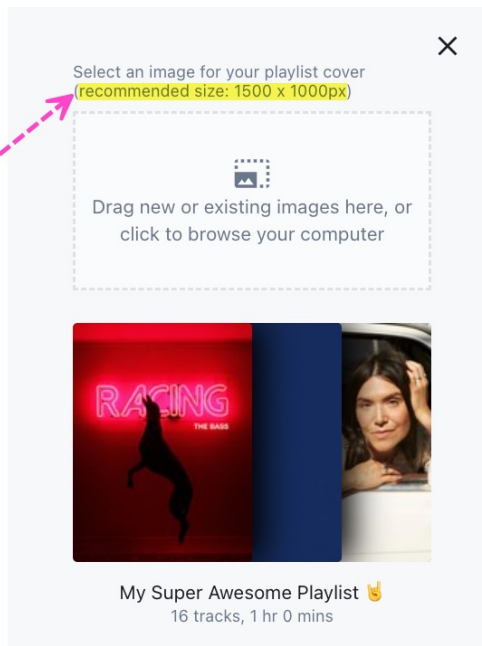 Select an image for your playlist cover
(recommended size: 1500 x 1000px)
Drag new or existing images here, or
click to browse your computer
RACING
THE BASS
My Super Awesome Playlist 🤘
16 tracks, 1 hr 0 mins